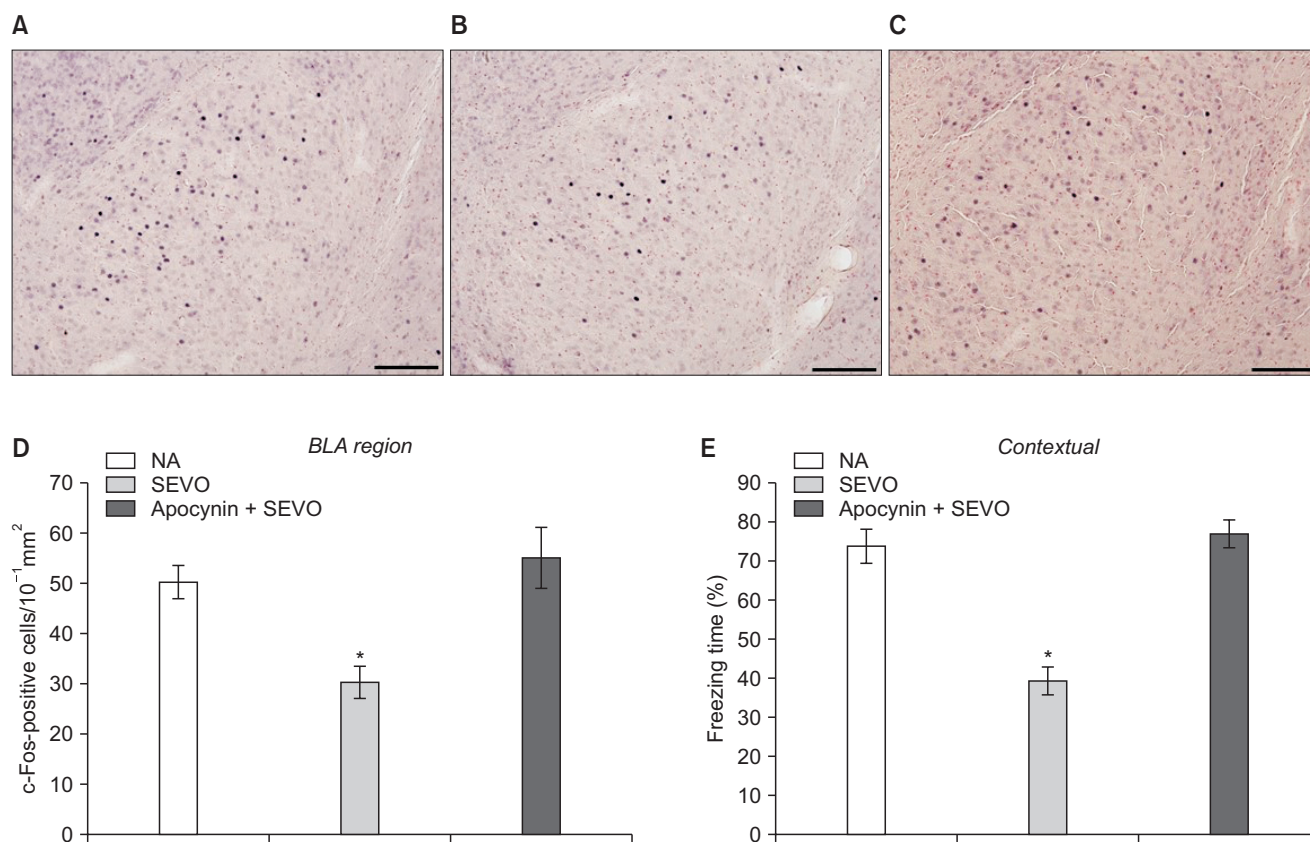 A
B
C
D
BLA region
NA
SEVO
Apocynin + SEVO
c-Fos-positive cells/10⁻¹mm²
70
60
50
40
30
20
10
0
*
E
Contextual
NA
SEVO
Apocynin + SEVO
Freezing time (%)
90
80
70
60
50
40
30
20
10
0
*